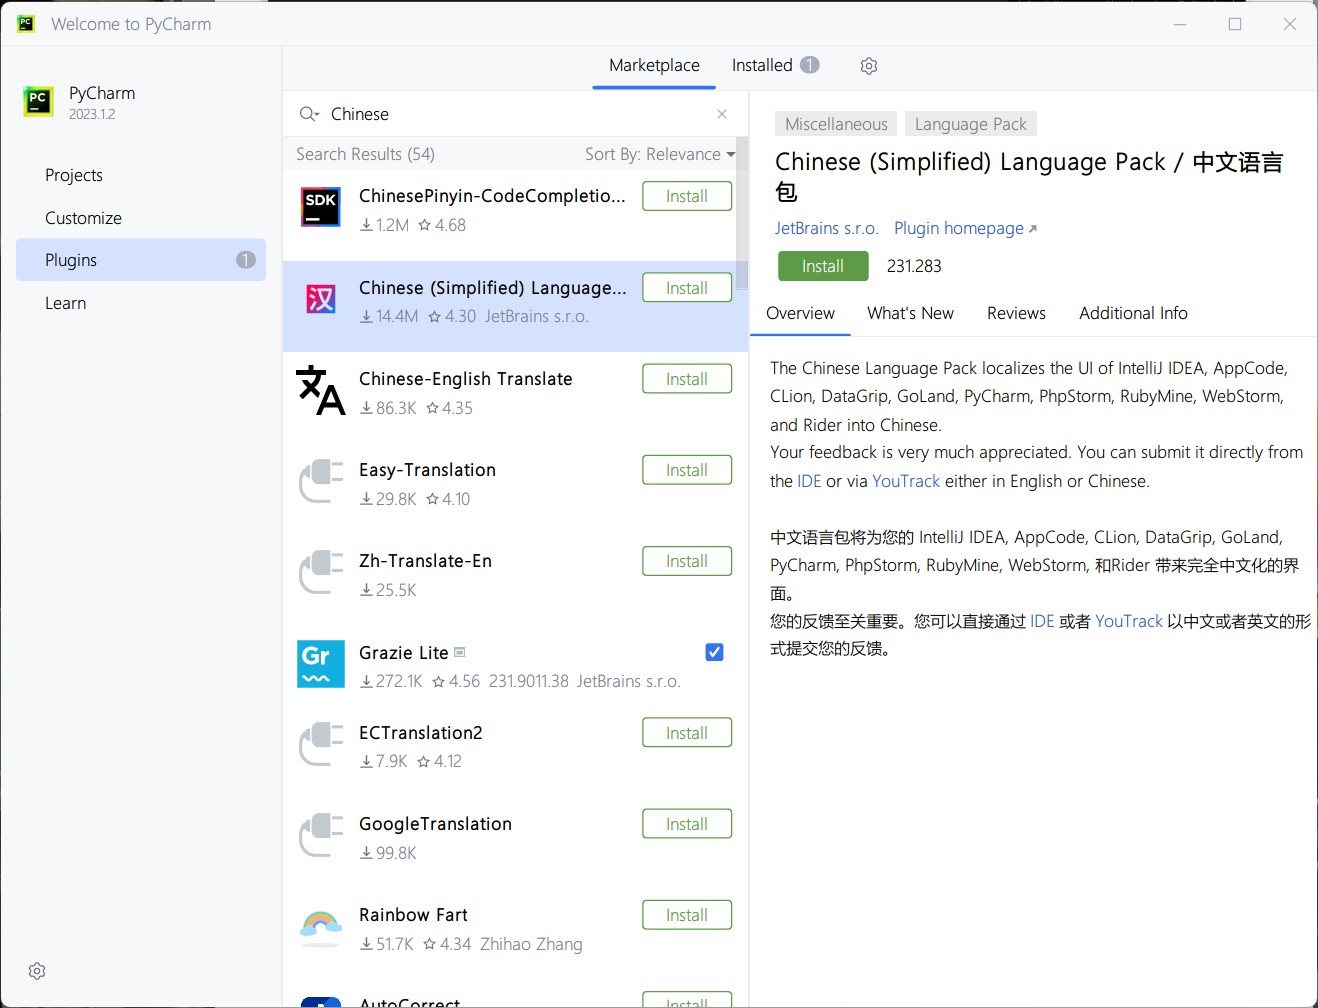 PC
Welcome to PyCharm
PC
PyCharm
2023.1.2
Projects
Customize
Plugins
1
Learn
Marketplace
Installed 1
Chinese
Search Results (54)
Sort By: Relevance
SDK
ChinesePinyin-CodeCompletio...
Install
1.2M 4.68
汉
Chinese (Simplified) Language...
Install
14.4M 4.30 JetBrains s.r.o.
文A
Chinese-English Translate
Install
86.3K 4.35
Easy-Translation
Install
29.8K 4.10
Zh-Translate-En
Install
25.5K
Gr
Grazie Lite
272.1K 4.56 231.9011.38 JetBrains s.r.o.
ECTranslation2
Install
7.9K 4.12
GoogleTranslation
Install
99.8K
Rainbow Fart
Install
51.7K 4.34 Zhihao Zhang
AutoCorrect
Install
Miscellaneous
Language Pack
Chinese (Simplified) Language Pack / 中文语言
包
JetBrains s.r.o.
Plugin homepage
Install
231.283
Overview
What's New
Reviews
Additional Info
The Chinese Language Pack localizes the UI of IntelliJ IDEA, AppCode,
CLion, DataGrip, GoLand, PyCharm, PhpStorm, RubyMine, WebStorm,
and Rider into Chinese.
Your feedback is very much appreciated. You can submit it directly from
the IDE or via YouTrack either in English or Chinese.
中文语言包将为您的 IntelliJ IDEA, AppCode, CLion, DataGrip, GoLand,
PyCharm, PhpStorm, RubyMine, WebStorm, 和Rider 带来完全中文化的界
面。
您的反馈至关重要。您可以直接通过 IDE 或者 YouTrack 以中文或者英文的形
式提交您的反馈。